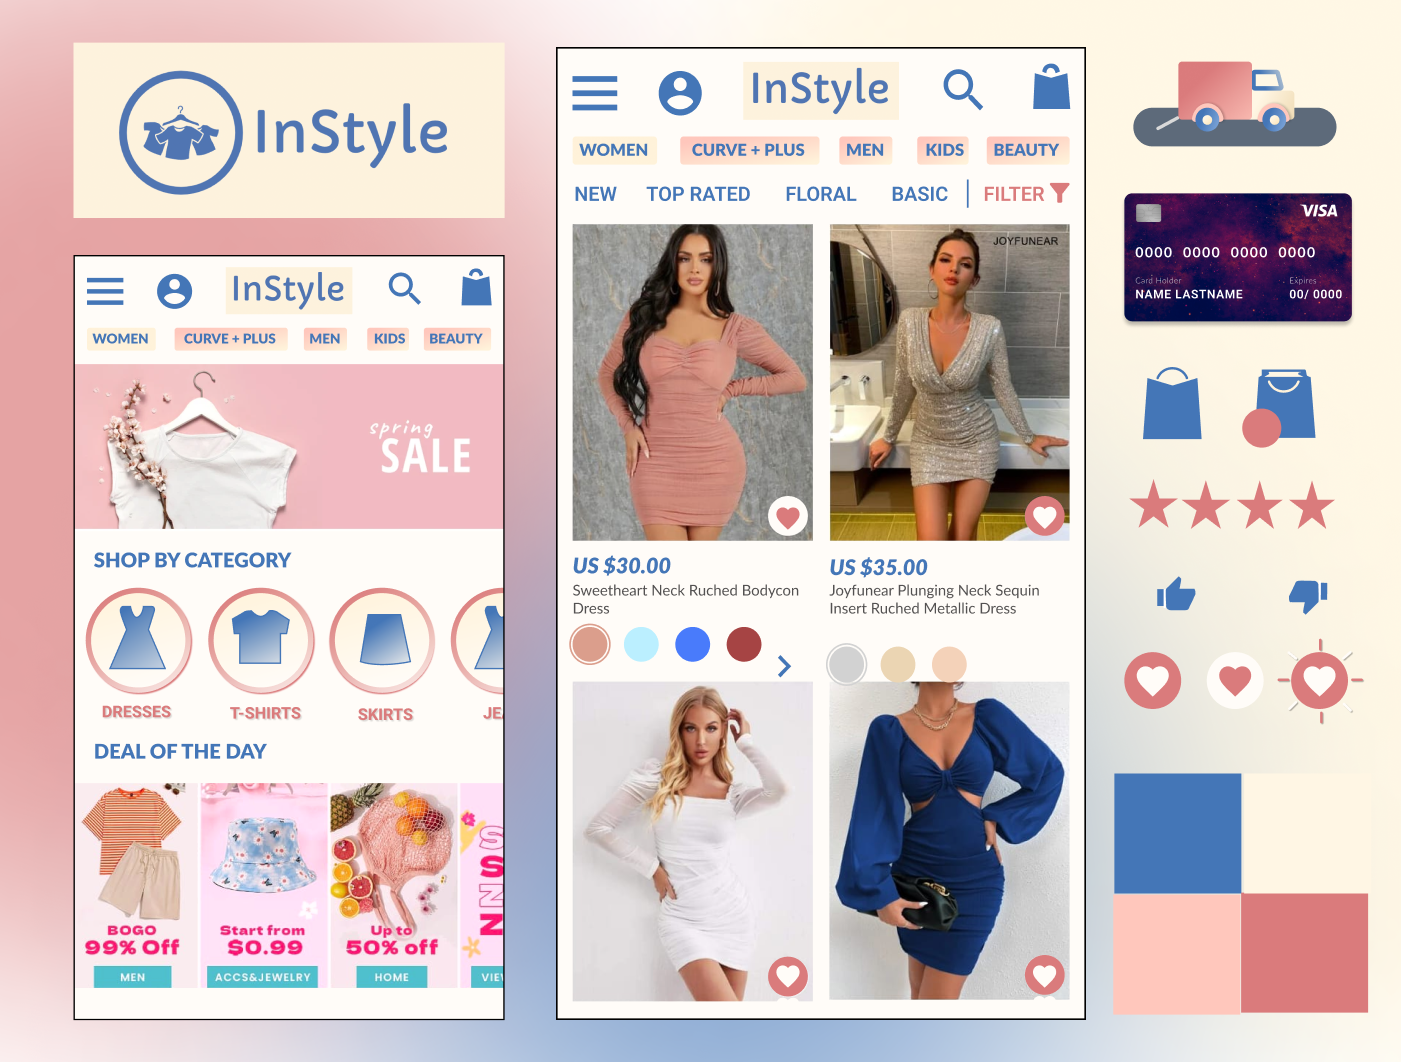 InStyle
InStyle
WOMEN
CURVE + PLUS
MEN
KIDS
BEAUTY
spring
SALE
SHOP BY CATEGORY
DRESSES
T-SHIRTS
SKIRTS
JE
DEAL OF THE DAY
BOGO
99% Off
MEN
Start from
$0.99
ACCS&JEWELRY
Up to
50% off
HOME
S
S
Z
Z
VIE
InStyle
WOMEN
CURVE + PLUS
MEN
KIDS
BEAUTY
NEW
TOP RATED
FLORAL
BASIC
FILTER
JOYFUNEAR
US $30.00
Sweetheart Neck Ruched Bodycon
Dress
US $35.00
Joyfunear Plunging Neck Sequin
Insert Ruched Metallic Dress
VISA
0000 0000 0000 0000
Card Holder
Expires
NAME LASTNAME
00/ 0000